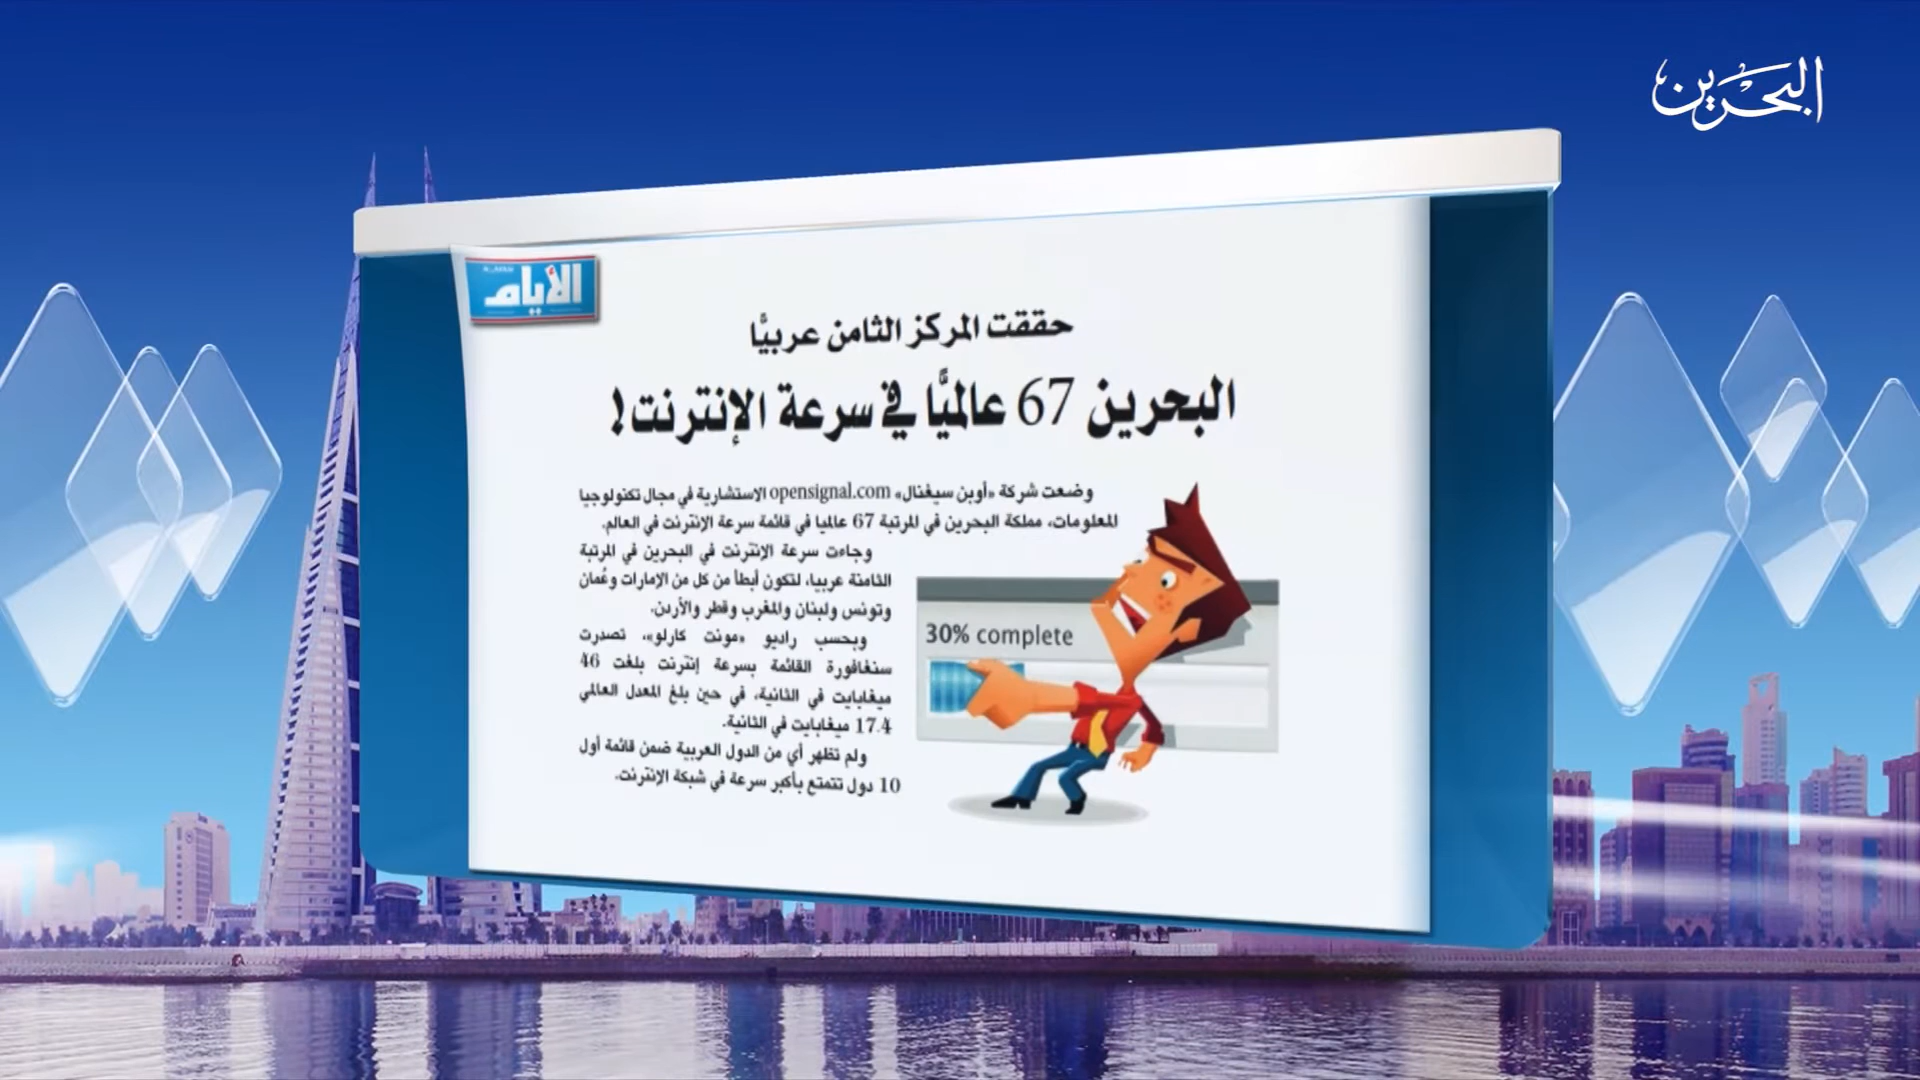 البحرين
الأيام
حققت المركز الثامن عربيًا
البحرين 67 عالميًا في سرعة الإنترنت!
وضعت شركة «أوبن سيغنال» opensignal.com الإستشارية في مجال تكنولوجيا
المعلومات، مملكة البحرين في المرتبة 67 عالميا في قائمة سرعة الإنترنت في العالم.
وجاءت سرعة الإنترنت في البحرين في المرتبة
الثامنة عربيا، لتكون أبطأ من كل من الإمارات وعُمان
وتونس ولبنان والمغرب وقطر والأردن.
وبحسب راديو «مونت كارلو»، تصدرت
سنغافورة القائمة بسرعة إنترنت بلغت 46
ميغابايت في الثانية، في حين بلغ المعدل العالمي
17.4 ميغابايت في الثانية.
ولم تظهر أي من الدول العربية ضمن قائمة أول
10 دول تتمتع بأكبر سرعة في شبكة الإنترنت.
30% complete